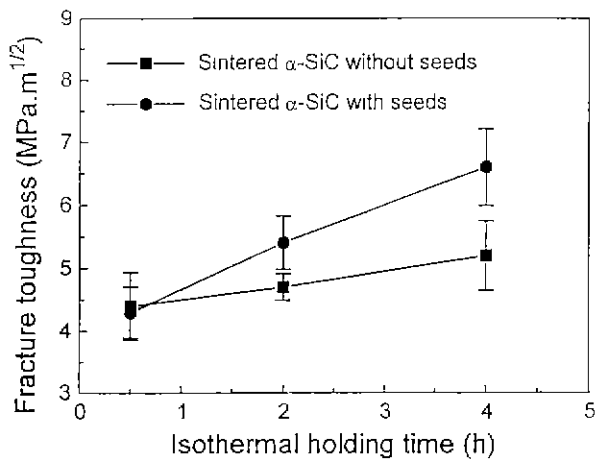 9
8
7
6
5
4
3
Fracture toughness (MPa.m1/2)
Sintered α-SiC without seeds
Sintered α-SiC with seeds
0 1 2 3 4 5
Isothermal holding time (h)